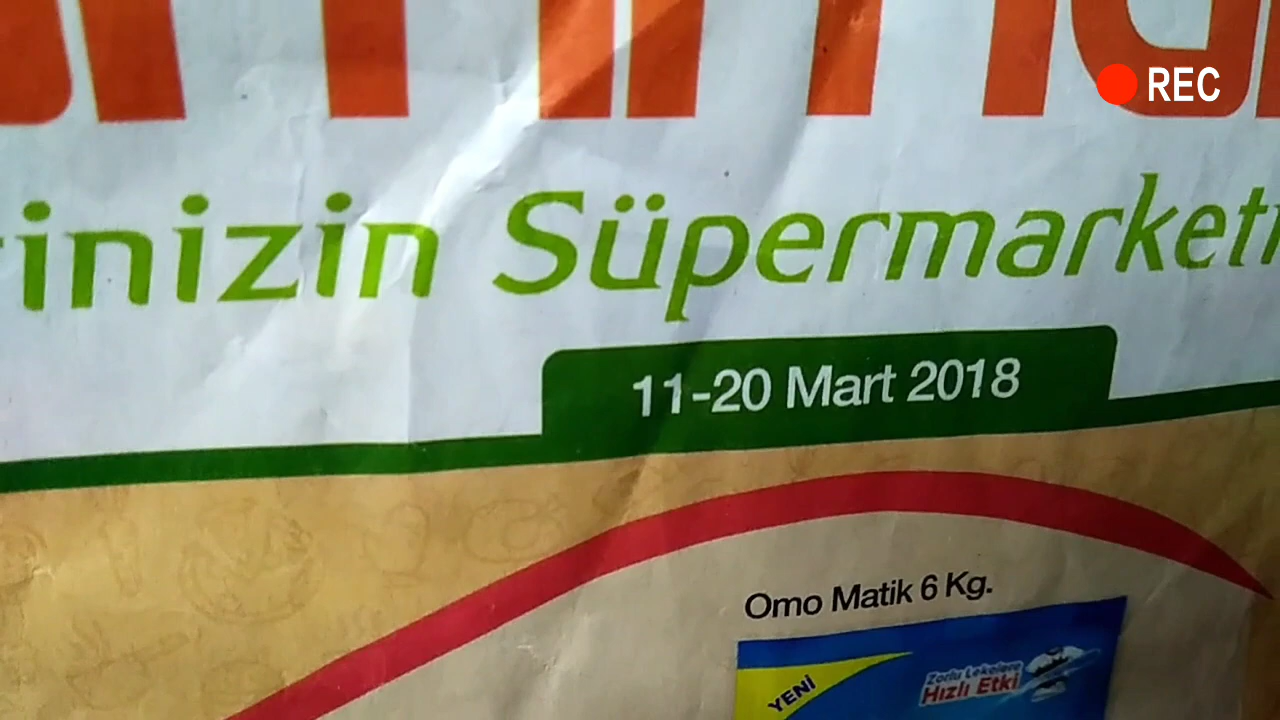 REC
inizin Süpermarketi
11-20 Mart 2018
Omo Matik 6 Kg.
YENİ
Zorlu Lekelere
Hızlı Etki